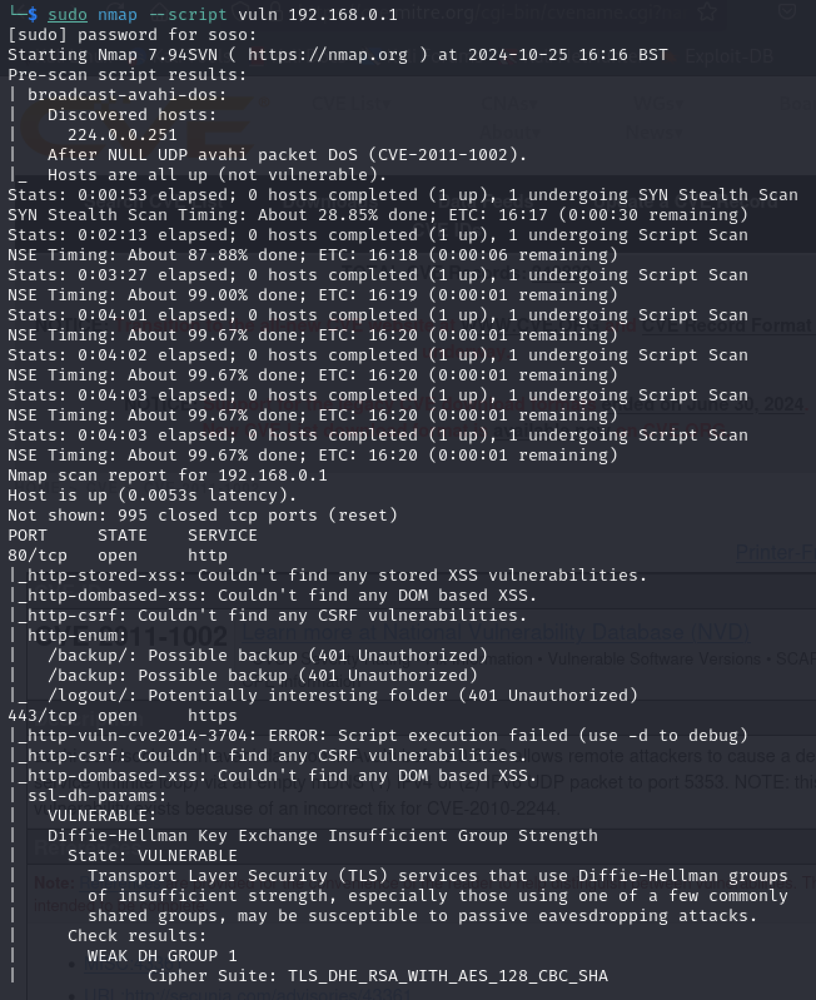 └─$ sudo nmap --script vuln 192.168.0.1
[sudo] password for soso:
Starting Nmap 7.94SVN ( https://nmap.org ) at 2024-10-25 16:16 BST
Pre-scan script results:
| broadcast-avahi-dos:
|   Discovered hosts:
|     224.0.0.251
|   After NULL UDP avahi packet DoS (CVE-2011-1002).
|_  Hosts are all up (not vulnerable).
Stats: 0:00:53 elapsed; 0 hosts completed (1 up), 1 undergoing SYN Stealth Scan
SYN Stealth Scan Timing: About 28.85% done; ETC: 16:17 (0:00:30 remaining)
Stats: 0:02:13 elapsed; 0 hosts completed (1 up), 1 undergoing Script Scan
NSE Timing: About 87.88% done; ETC: 16:18 (0:00:06 remaining)
Stats: 0:03:27 elapsed; 0 hosts completed (1 up), 1 undergoing Script Scan
NSE Timing: About 99.00% done; ETC: 16:19 (0:00:01 remaining)
Stats: 0:04:01 elapsed; 0 hosts completed (1 up), 1 undergoing Script Scan
NSE Timing: About 99.67% done; ETC: 16:20 (0:00:01 remaining)
Stats: 0:04:02 elapsed; 0 hosts completed (1 up), 1 undergoing Script Scan
NSE Timing: About 99.67% done; ETC: 16:20 (0:00:01 remaining)
Stats: 0:04:03 elapsed; 0 hosts completed (1 up), 1 undergoing Script Scan
NSE Timing: About 99.67% done; ETC: 16:20 (0:00:01 remaining)
Stats: 0:04:03 elapsed; 0 hosts completed (1 up), 1 undergoing Script Scan
NSE Timing: About 99.67% done; ETC: 16:20 (0:00:01 remaining)
Nmap scan report for 192.168.0.1
Host is up (0.0053s latency).
Not shown: 995 closed tcp ports (reset)
PORT     STATE    SERVICE
80/tcp   open     http
|_http-stored-xss: Couldn't find any stored XSS vulnerabilities.
|_http-dombased-xss: Couldn't find any DOM based XSS.
|_http-csrf: Couldn't find any CSRF vulnerabilities.
| http-enum:
|   /backup/: Possible backup (401 Unauthorized)
|   /backup: Possible backup (401 Unauthorized)
|_  /logout/: Potentially interesting folder (401 Unauthorized)
443/tcp  open     https
|_http-vuln-cve2014-3704: ERROR: Script execution failed (use -d to debug)
|_http-csrf: Couldn't find any CSRF vulnerabilities.
|_http-dombased-xss: Couldn't find any DOM based XSS.
| ssl-dh-params:
|   VULNERABLE:
|   Diffie-Hellman Key Exchange Insufficient Group Strength
|     State: VULNERABLE
|       Transport Layer Security (TLS) services that use Diffie-Hellman groups
|       of insufficient strength, especially those using one of a few commonly
|       shared groups, may be susceptible to passive eavesdropping attacks.
|     Check results:
|       WEAK DH GROUP 1
|             Cipher Suite: TLS_DHE_RSA_WITH_AES_128_CBC_SHA